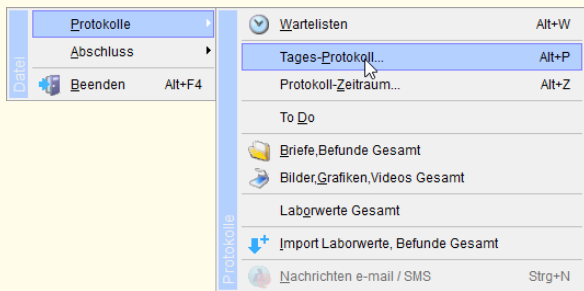 Datei
Protokolle
Abschluss
Beenden Alt+F4
Protokolle
Wartelisten Alt+W
Tages-Protokoll... Alt+P
Protokoll-Zeitraum... Alt+Z
To Do
Briefe,Befunde Gesamt
Bilder,Grafiken,Videos Gesamt
Laborwerte Gesamt
Import Laborwerte, Befunde Gesamt
Nachrichten e-mail / SMS Strg+N